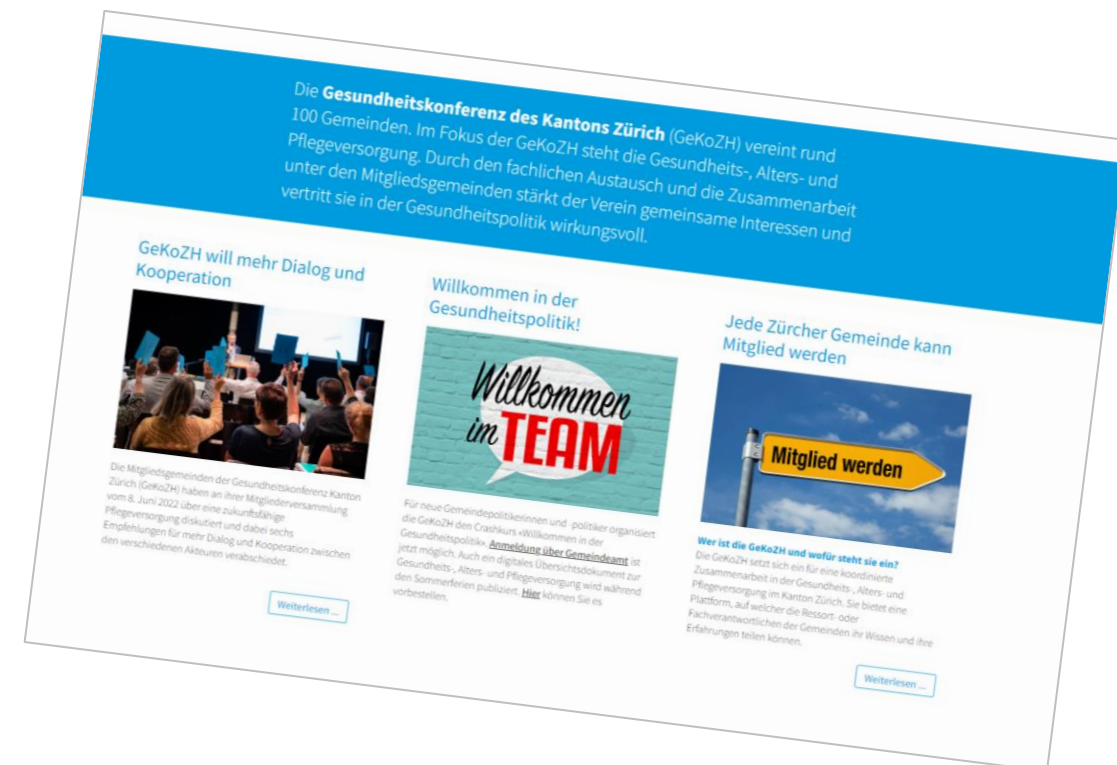 Die Gesundheitskonferenz des Kantons Zürich (GeKoZH) vereint rund
100 Gemeinden. Im Fokus der GeKoZH steht die Gesundheits-, Alters- und
Pflegeversorgung. Durch den fachlichen Austausch und die Zusammenarbeit
unter den Mitgliedsgemeinden stärkt der Verein gemeinsame Interessen und
vertritt sie in der Gesundheitspolitik wirkungsvoll.
GeKoZH will mehr Dialog und
Kooperation
Die Mitgliedsgemeinden der Gesundheitskonferenz Kanton
Zürich (GeKoZH) haben an ihrer Mitgliederversammlung
vom 8. Juni 2022 über eine zukunftsfähige
Pflegeversorgung diskutiert und dabei sechs
Empfehlungen für mehr Dialog und Kooperation zwischen
den verschiedenen Akteuren verabschiedet.
Weiterlesen ...
Willkommen in der
Gesundheitspolitik!
Willkommen
im TEAM
Für neue Gemeindepolitikerinnen und -politiker organisiert
die GeKoZH den Crashkurs «Willkommen in der
Gesundheitspolitik». Anmeldung über Gemeindeamt ist
jetzt möglich. Auch ein digitales Übersichtsdokument zur
Gesundheits-, Alters- und Pflegeversorgung wird während
den Sommerferien publiziert. Hier können Sie es
vorbestellen.
Jede Zürcher Gemeinde kann
Mitglied werden
Mitglied werden
Wer ist die GeKoZH und wofür steht sie ein?
Die GeKoZH setzt sich ein für eine koordinierte
Zusammenarbeit in der Gesundheits-, Alters- und
Pflegeversorgung im Kanton Zürich. Sie bietet eine
Plattform, auf welcher die Ressort- oder
Fachverantwortlichen der Gemeinden ihr Wissen und ihre
Erfahrungen teilen können.
Weiterlesen ...